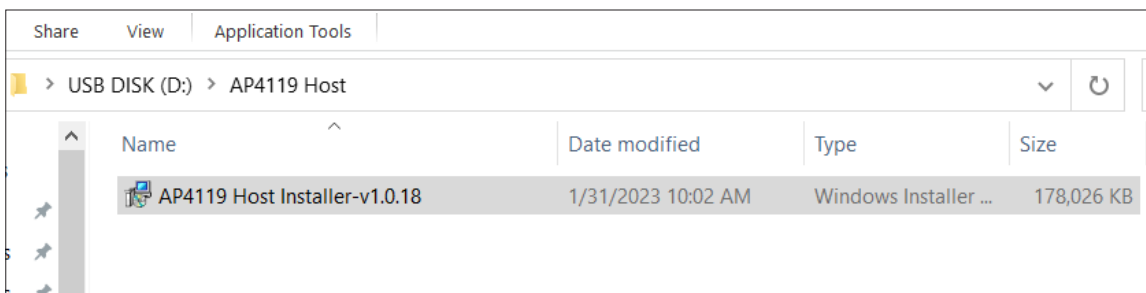 Share View Application Tools
USB DISK (D:) > AP4119 Host
Name Date modified Type Size
AP4119 Host Installer-v1.0.18 1/31/2023 10:02 AM Windows Installer ... 178,026 KB